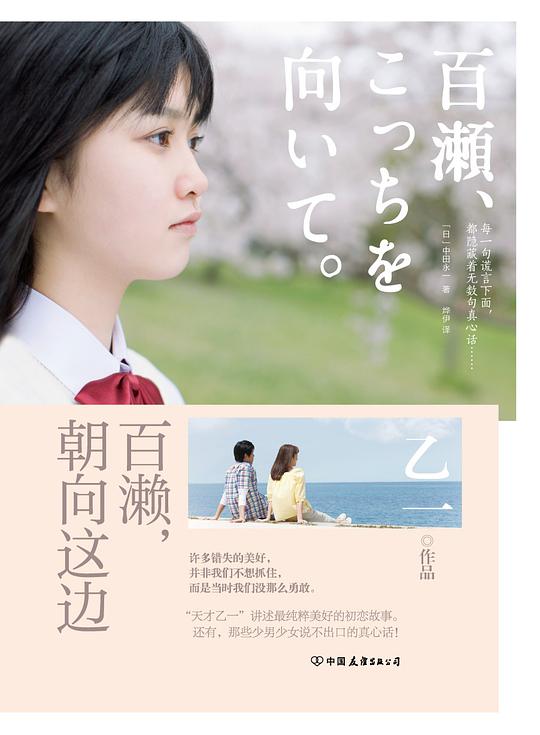 百瀬、
こっちを
向いて。
每一句谎言下面，
都隐藏着无数句真心话……
［日］中田永一 著 烨伊 译
百濑，
朝向这边
乙一
◎作品
许多错失的美好，
并非我们不想抓住，
而是当时我们没那么勇敢。
“天才乙一”讲述最纯粹美好的初恋故事。
还有，那些少男少女说不出口的真心话！
中国友谊出版公司